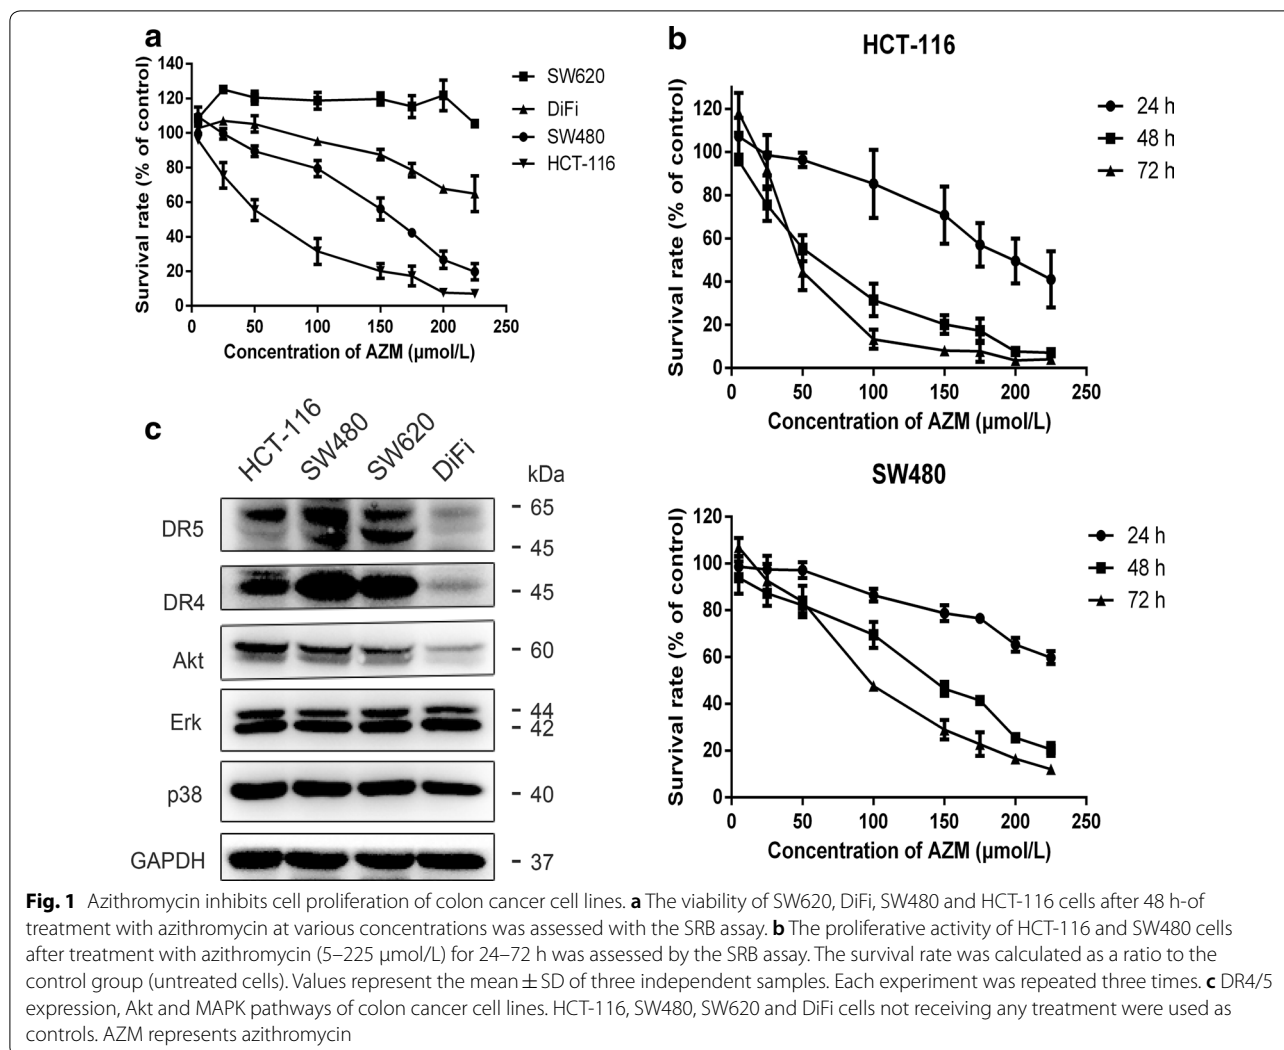 a
140
120
100
80
60
40
20
0
Survival rate (% of control)
0 50 100 150 200 250
Concentration of AZM (µmol/L)
SW620
DiFi
SW480
HCT-116
b
HCT-116
120
100
80
60
40
20
0
Survival rate (% of control)
0 50 100 150 200 250
Concentration of AZM (µmol/L)
24 h
48 h
72 h
SW480
120
100
80
60
40
20
0
Survival rate (% of control)
0 50 100 150 200 250
Concentration of AZM (µmol/L)
24 h
48 h
72 h
c
HCT-116 SW480 SW620 DiFi
kDa
DR5 - 65
- 45
DR4 - 45
Akt - 60
Erk - 44
- 42
p38 - 40
GAPDH - 37
Fig. 1 Azithromycin inhibits cell proliferation of colon cancer cell lines. a The viability of SW620, DiFi, SW480 and HCT-116 cells after 48 h-of
treatment with azithromycin at various concentrations was assessed with the SRB assay. b The proliferative activity of HCT-116 and SW480 cells
after treatment with azithromycin (5–225 µmol/L) for 24–72 h was assessed by the SRB assay. The survival rate was calculated as a ratio to the
control group (untreated cells). Values represent the mean ± SD of three independent samples. Each experiment was repeated three times. c DR4/5
expression, Akt and MAPK pathways of colon cancer cell lines. HCT-116, SW480, SW620 and DiFi cells not receiving any treatment were used as
controls. AZM represents azithromycin